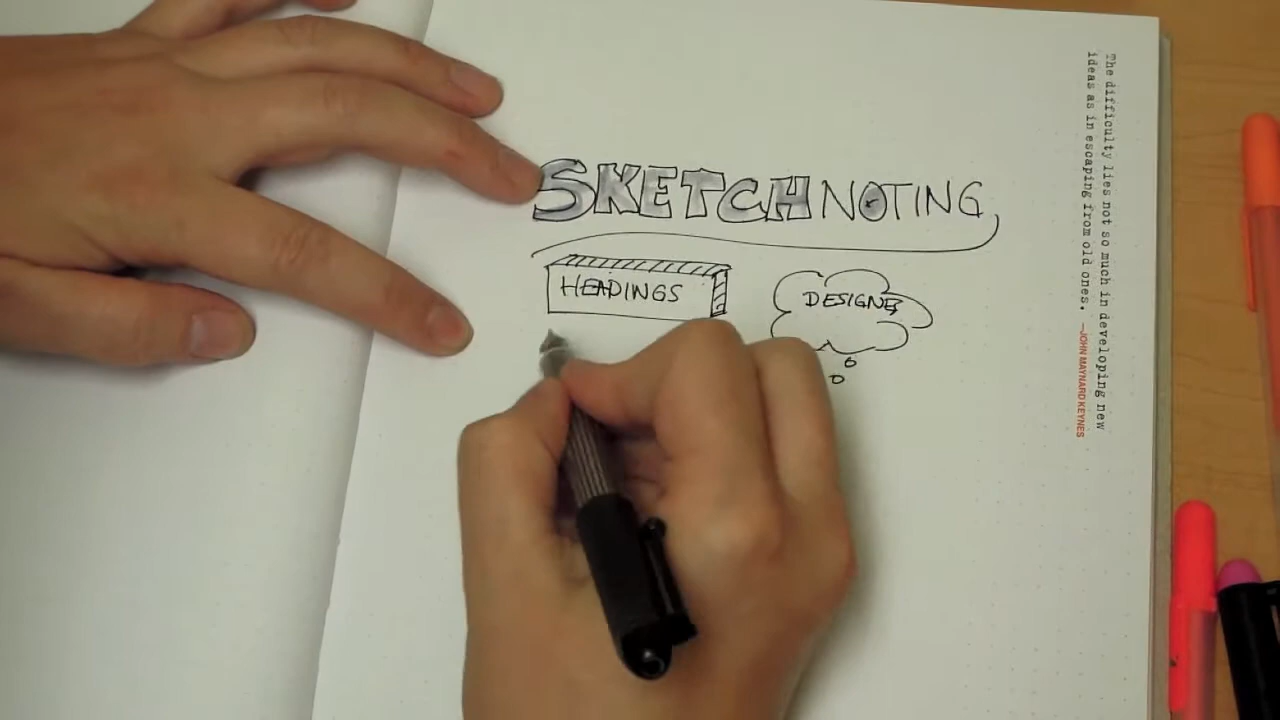 SKETCHNOTING
HEADINGS
DESIGNS
The difficulty lies not so much in developing new
ideas as in escaping from old ones. —JOHN MAYNARD KEYNES